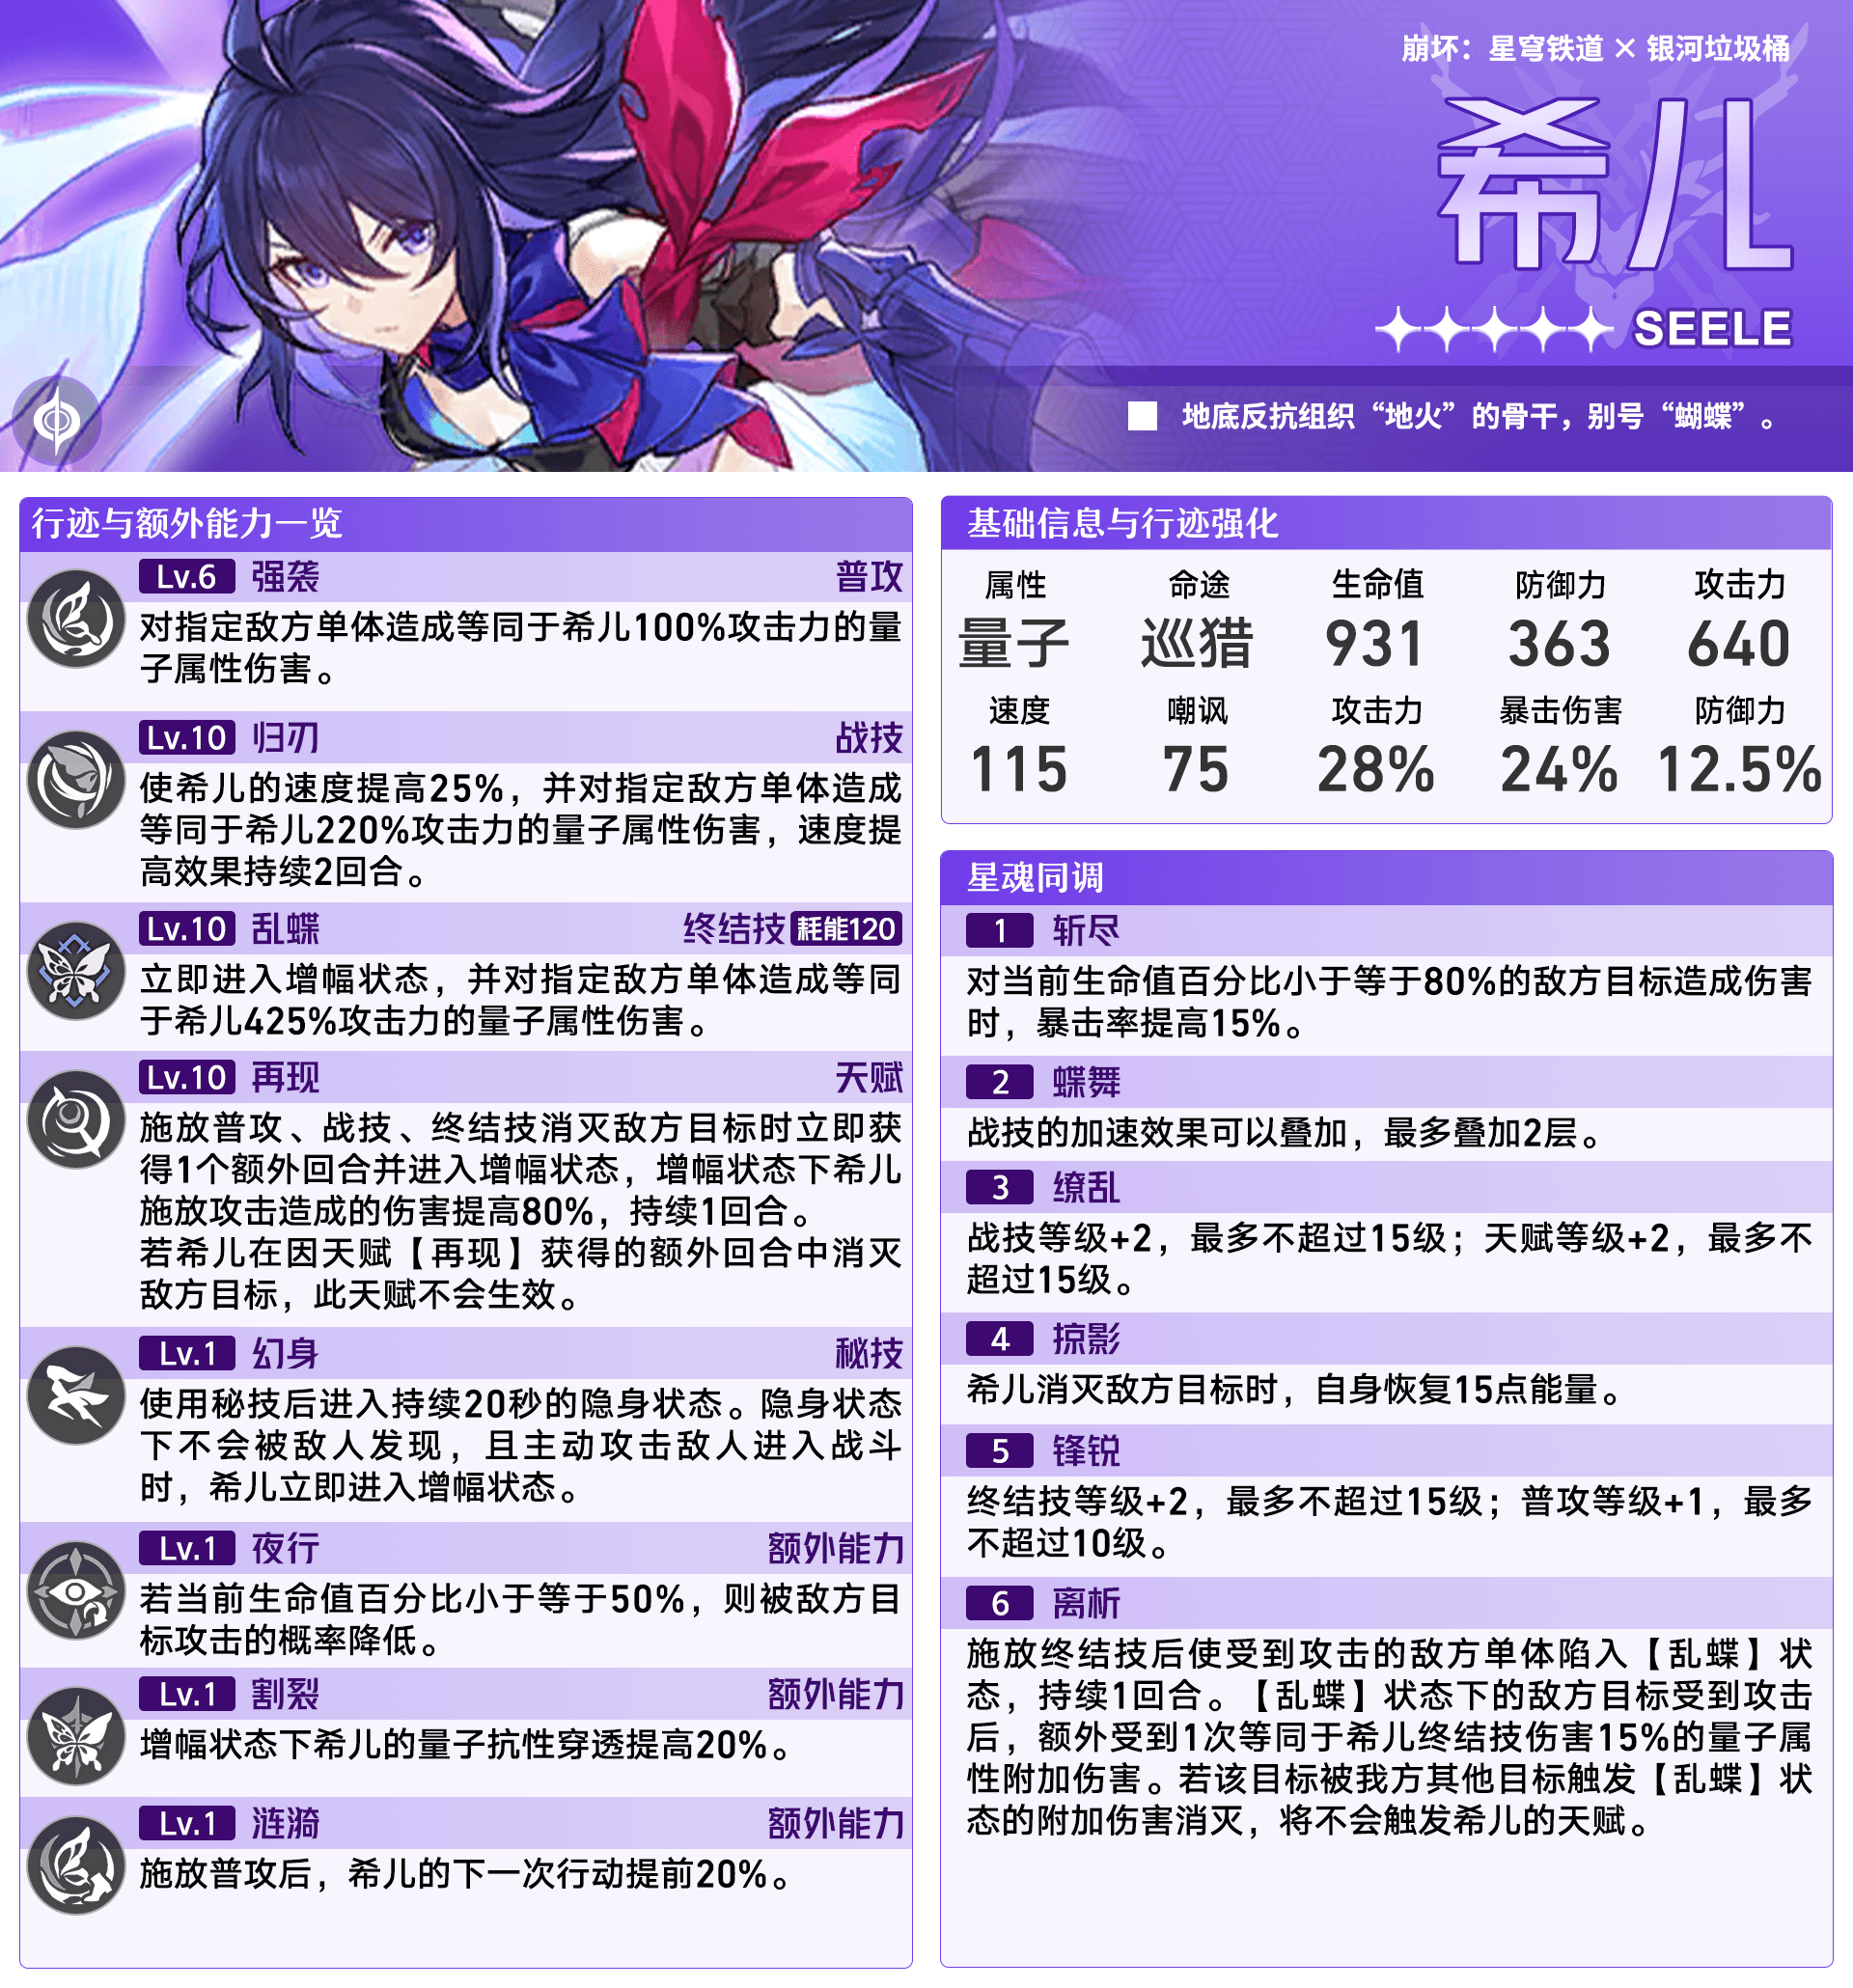 崩坏：星穹铁道 × 银河垃圾桶
希儿
SEELE
地底反抗组织“地火”的骨干，别号“蝴蝶”。
行迹与额外能力一览
Lv.6 强袭 普攻
对指定敌方单体造成等同于希儿100%攻击力的量
子属性伤害。
Lv.10 归刃 战技
使希儿的速度提高25%，并对指定敌方单体造成
等同于希儿220%攻击力的量子属性伤害，速度提
高效果持续2回合。
Lv.10 乱蝶 终结技 耗能120
立即进入增幅状态，并对指定敌方单体造成等同
于希儿425%攻击力的量子属性伤害。
Lv.10 再现 天赋
施放普攻、战技、终结技消灭敌方目标时立即获
得1个额外回合并进入增幅状态，增幅状态下希儿
施放攻击造成的伤害提高80%，持续1回合。
若希儿在因天赋【再现】获得的额外回合中消灭
敌方目标，此天赋不会生效。
Lv.1 幻身 秘技
使用秘技后进入持续20秒的隐身状态。隐身状态
下不会被敌人发现，且主动攻击敌人进入战斗
时，希儿立即进入增幅状态。
Lv.1 夜行 额外能力
若当前生命值百分比小于等于50%，则被敌方目
标攻击的概率降低。
Lv.1 割裂 额外能力
增幅状态下希儿的量子抗性穿透提高20%。
Lv.1 涟漪 额外能力
施放普攻后，希儿的下一次行动提前20%。
基础信息与行迹强化
属性 命途 生命值 防御力 攻击力
量子 巡猎 931 363 640
速度 嘲讽 攻击力 暴击伤害 防御力
115 75 28% 24% 12.5%
星魂同调
1 斩尽
对当前生命值百分比小于等于80%的敌方目标造成伤害
时，暴击率提高15%。
2 蝶舞
战技的加速效果可以叠加，最多叠加2层。
3 缭乱
战技等级+2，最多不超过15级；天赋等级+2，最多不
超过15级。
4 掠影
希儿消灭敌方目标时，自身恢复15点能量。
5 锋锐
终结技等级+2，最多不超过15级；普攻等级+1，最多
不超过10级。
6 离析
施放终结技后使受到攻击的敌方单体陷入【乱蝶】状
态，持续1回合。【乱蝶】状态下的敌方目标受到攻击
后，额外受到1次等同于希儿终结技伤害15%的量子属
性附加伤害。若该目标被我方其他目标触发【乱蝶】状
态的附加伤害消灭，将不会触发希儿的天赋。